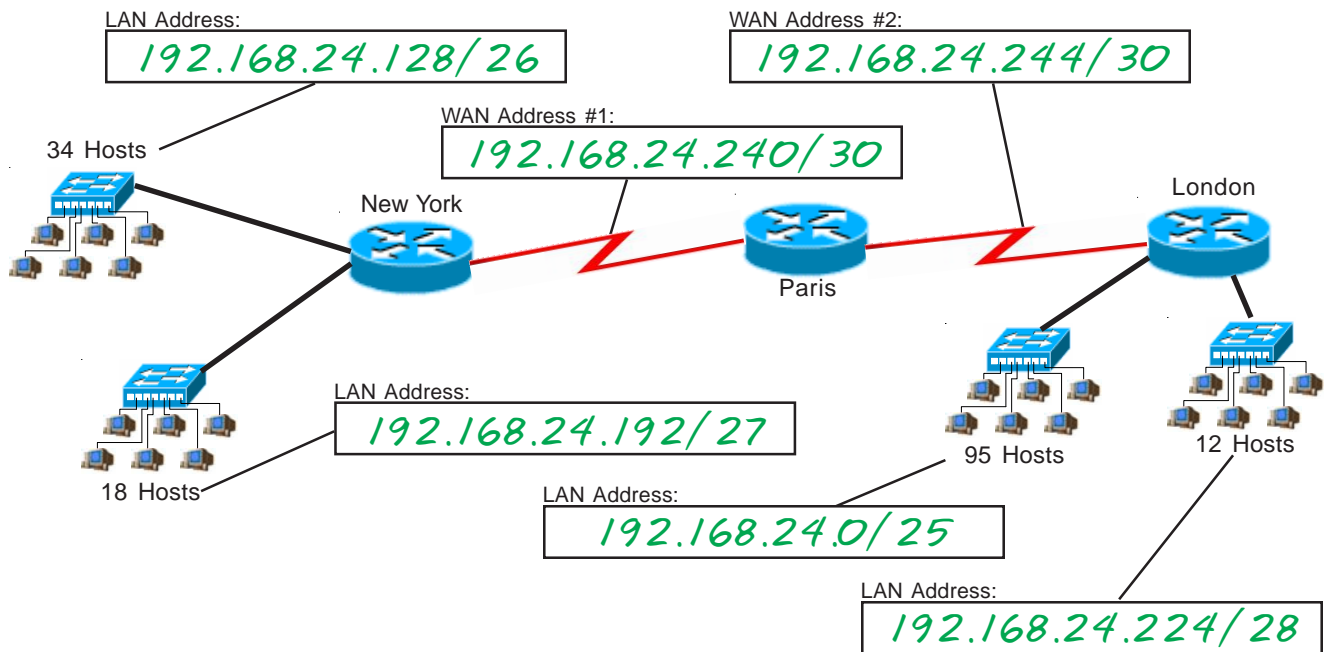 LAN Address:
192.168.24.128/26
WAN Address #2:
192.168.24.244/30
WAN Address #1:
192.168.24.240/30
34 Hosts
New York
London
Paris
LAN Address:
192.168.24.192/27
18 Hosts
95 Hosts
12 Hosts
LAN Address:
192.168.24.0/25
LAN Address:
192.168.24.224/28